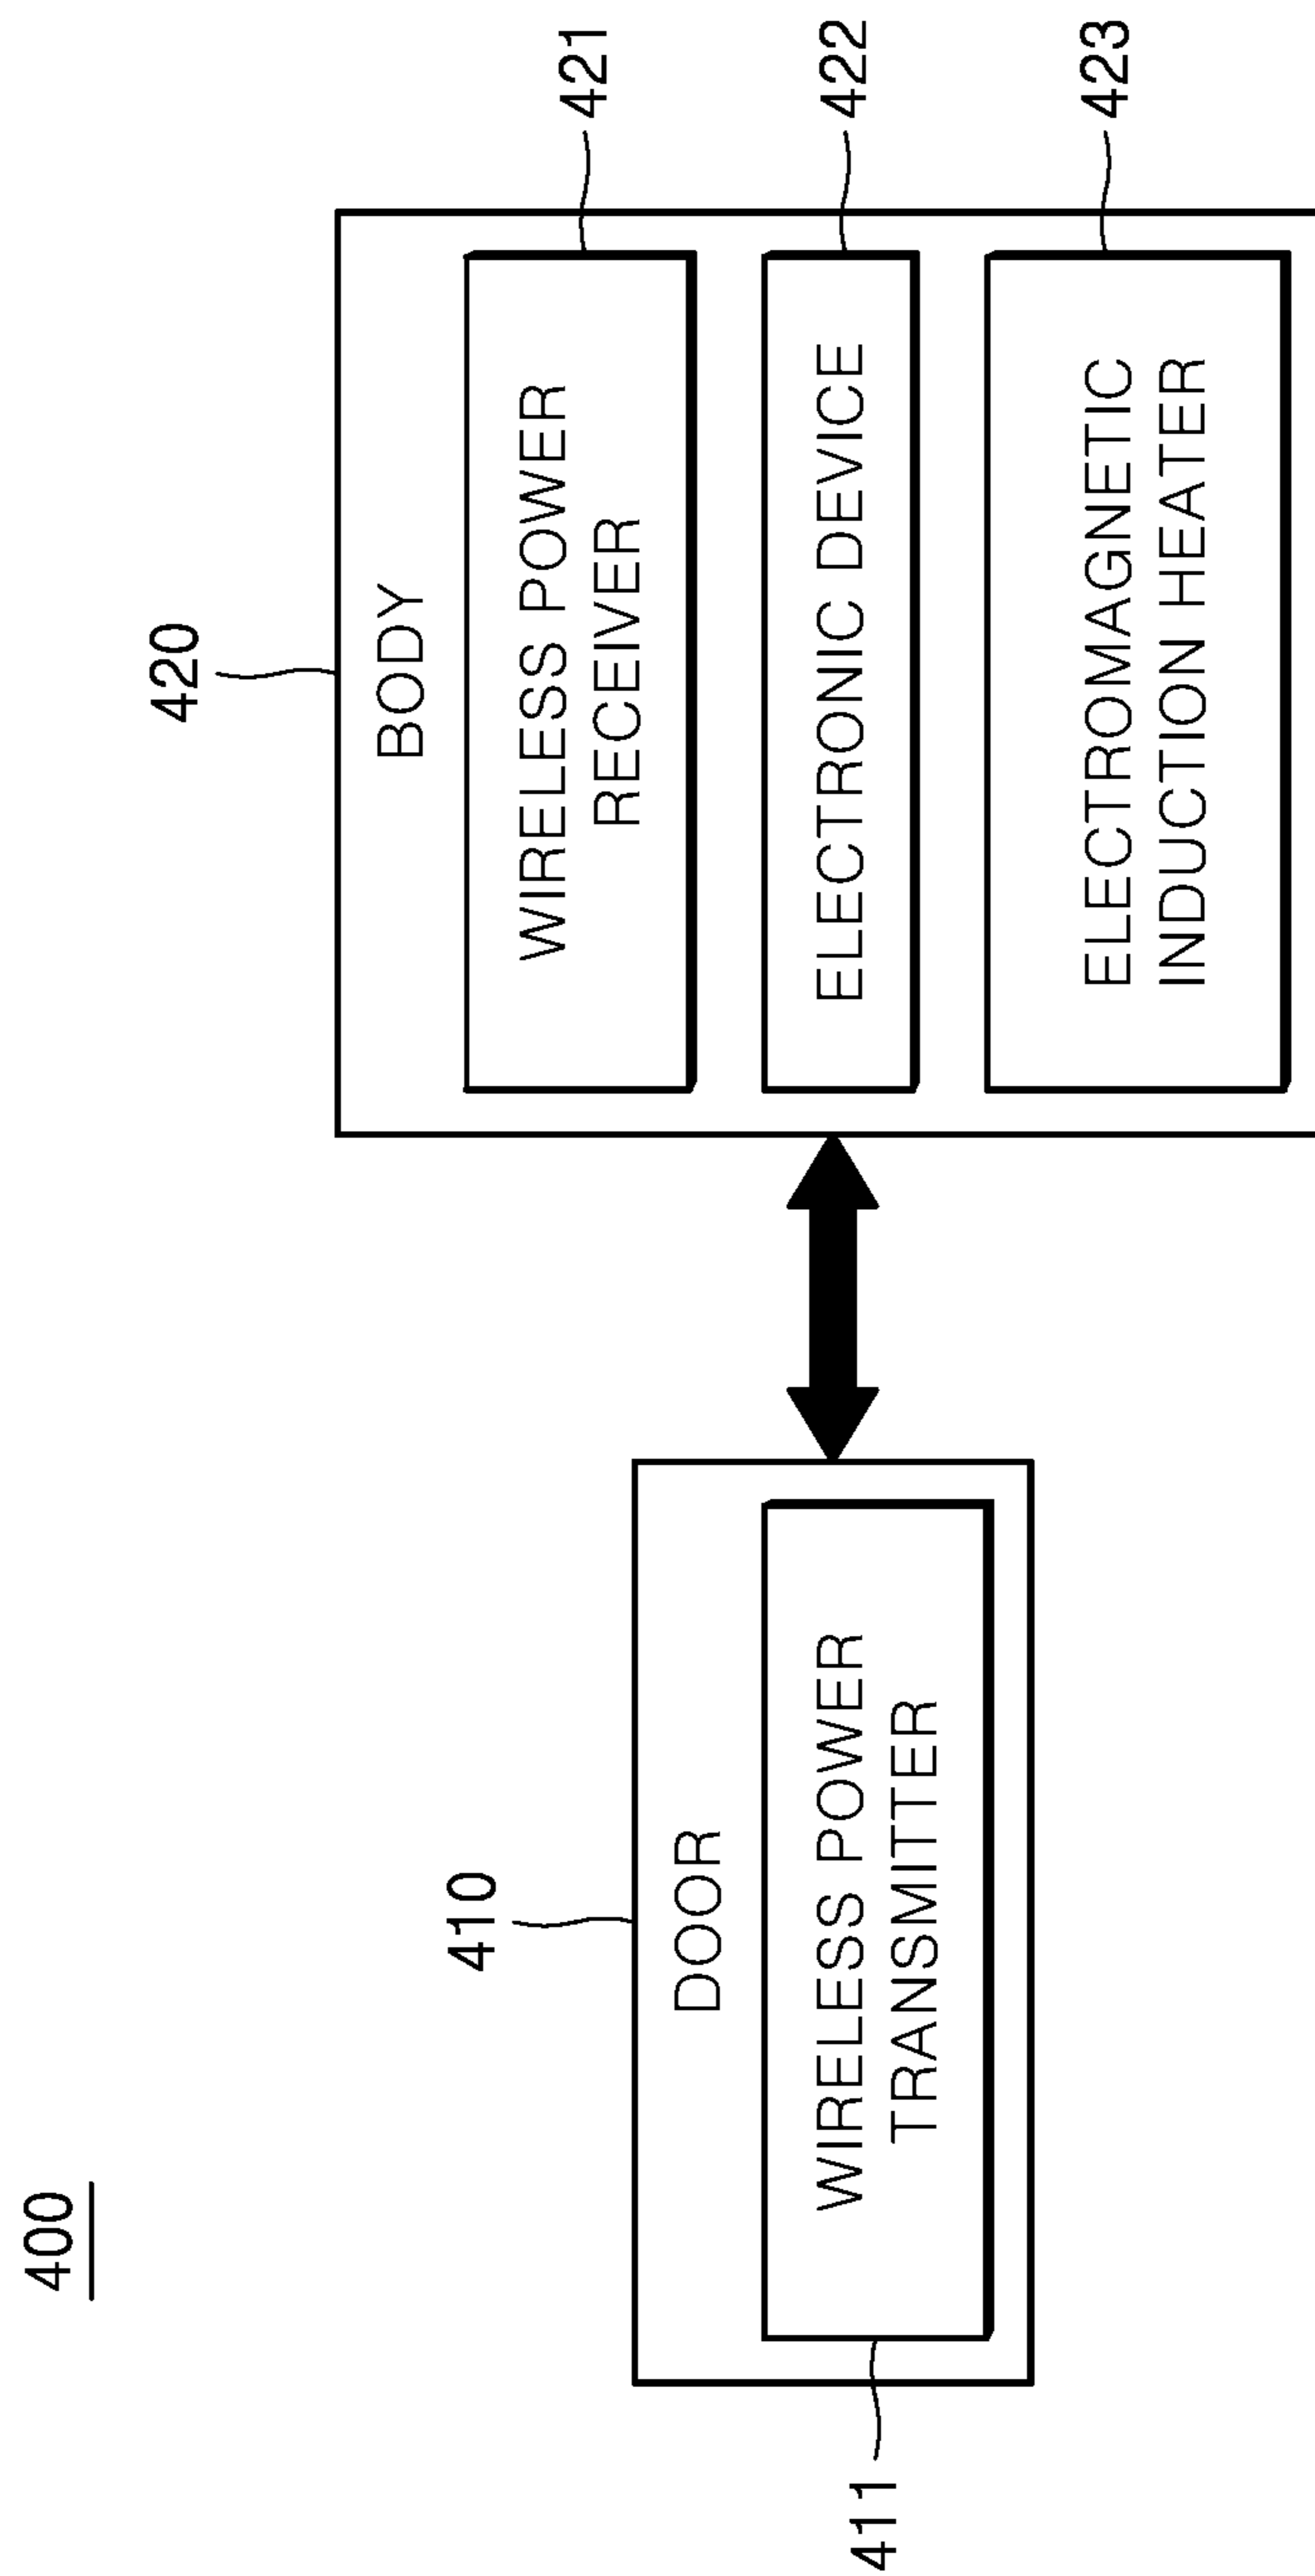 400
410
DOOR
WIRELESS POWER
TRANSMITTER
411
420
BODY
WIRELESS POWER
RECEIVER
421
ELECTRONIC DEVICE
422
ELECTROMAGNETIC
INDUCTION HEATER
423